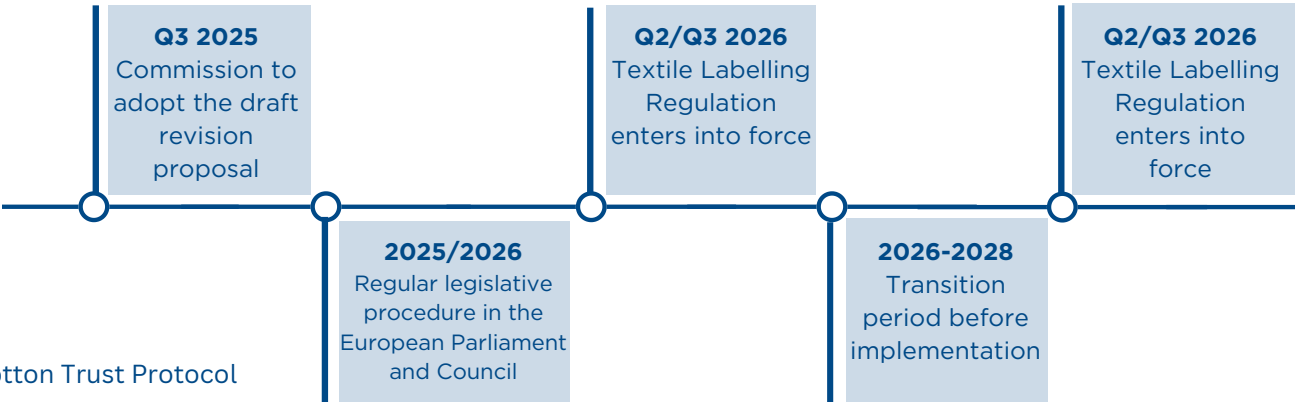 Q3 2025
Commission to
adopt the draft
revision
proposal
2025/2026
Regular legislative
procedure in the
European Parliament
and Council
Q2/Q3 2026
Textile Labelling
Regulation
enters into force
2026-2028
Transition
period before
implementation
Q2/Q3 2026
Textile Labelling
Regulation
enters into
force
otton Trust Protocol